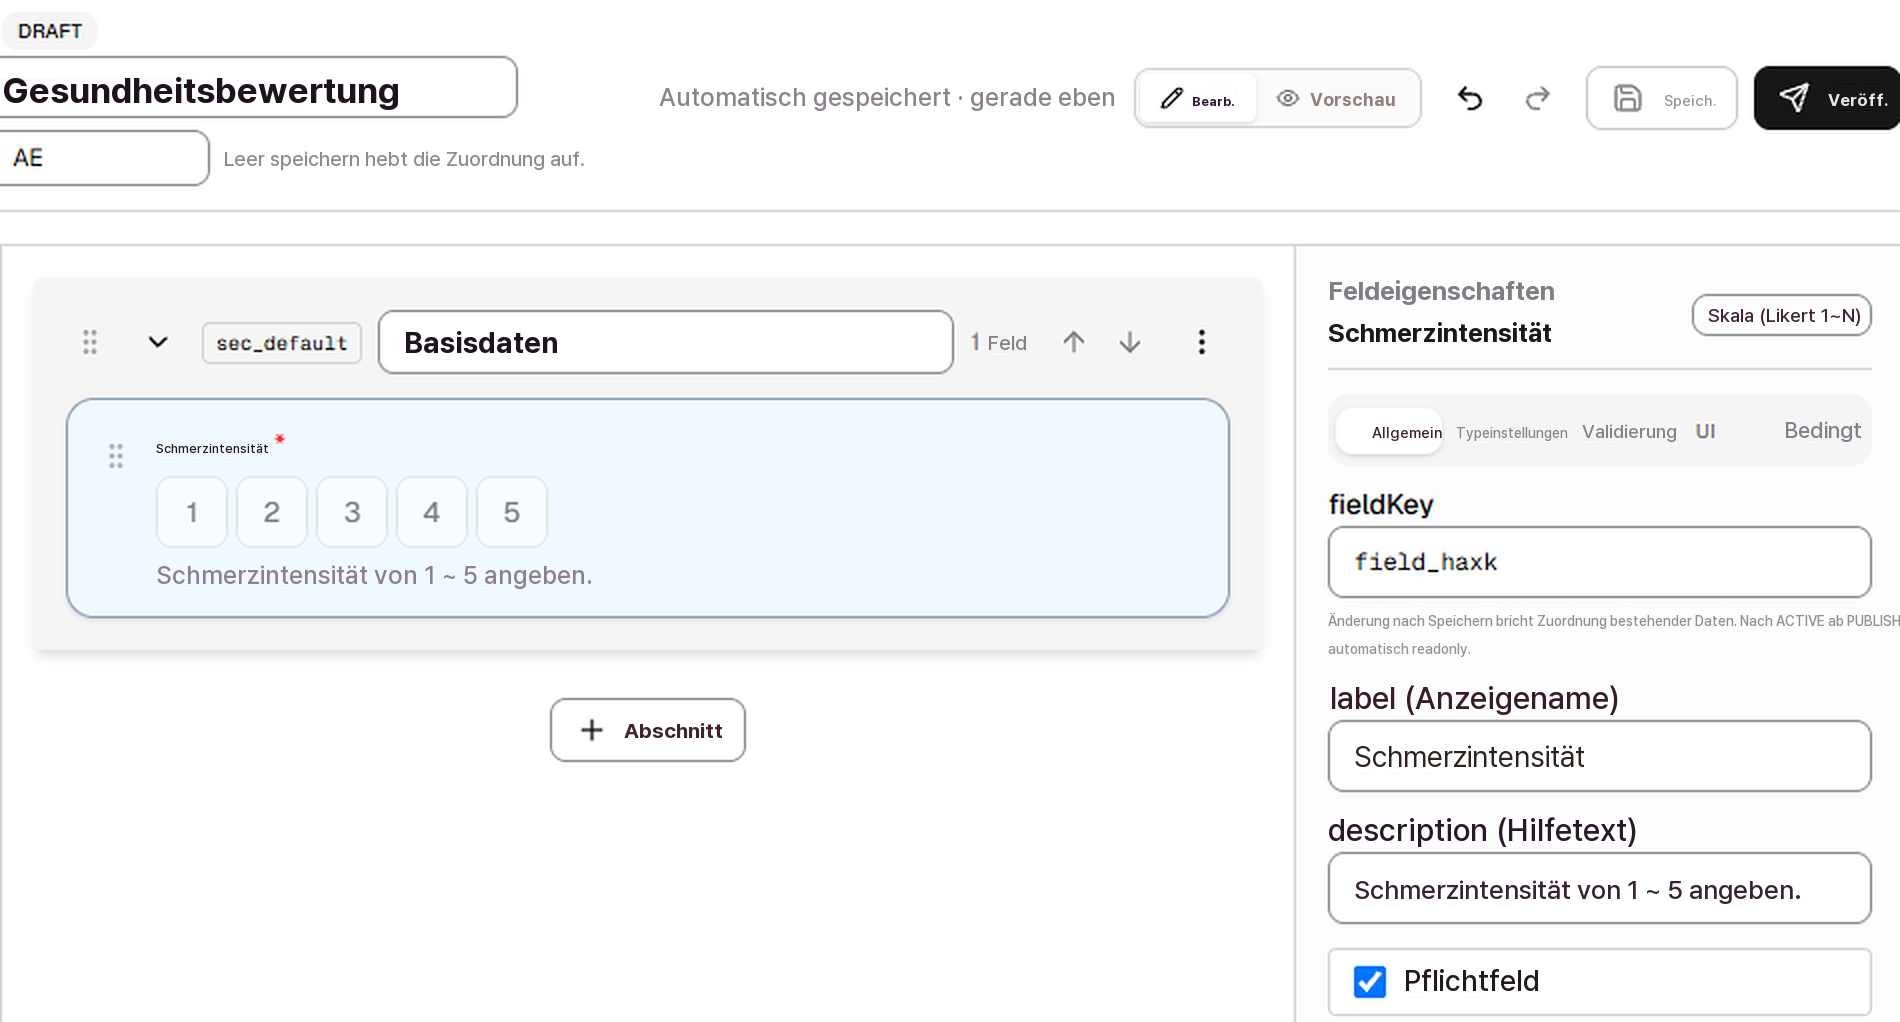 DRAFT
Gesundheitsbewertung
Automatisch gespeichert · gerade eben
Bearb.
Vorschau
Speich.
Veröff.
AE
Leer speichern hebt die Zuordnung auf.
sec_default
Basisdaten
1 Feld
Schmerzintensität *
1 2 3 4 5
Schmerzintensität von 1 ~ 5 angeben.
Abschnitt
Feldeigenschaften
Schmerzintensität
Skala (Likert 1~N)
Allgemein Typeinstellungen Validierung UI Bedingt
fieldKey
field_haxk
Änderung nach Speichern bricht Zuordnung bestehender Daten. Nach ACTIVE ab PUBLISH
automatisch readonly.
label (Anzeigename)
Schmerzintensität
description (Hilfetext)
Schmerzintensität von 1 ~ 5 angeben.
Pflichtfeld